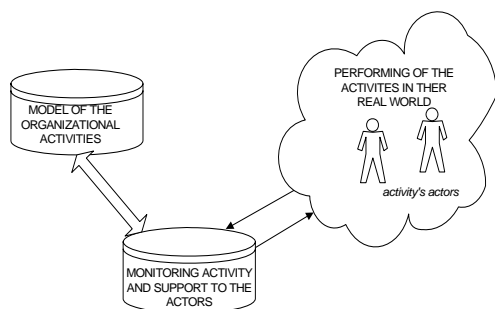 MODEL OF THE
ORGANIZATIONAL
ACTIVITIES
PERFORMING OF THE
ACTIVITES IN THER
REAL WORLD
activity's actors
MONITORING ACTIVITY
AND SUPPORT TO THE
ACTORS